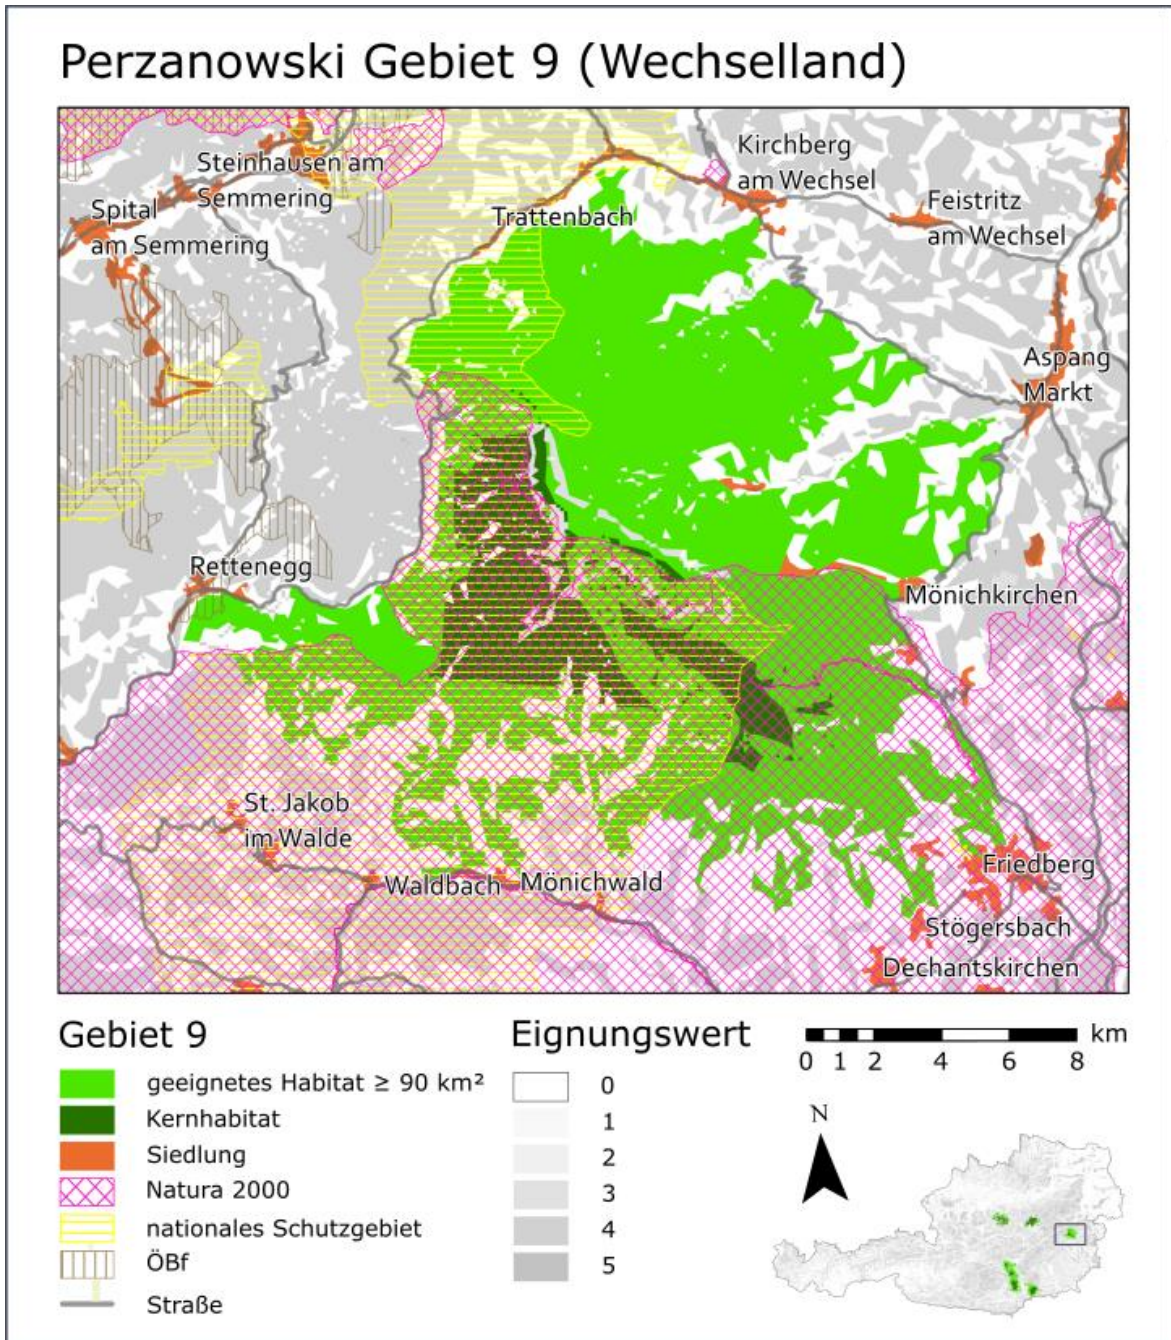 Perzanowski Gebiet 9 (Wechselland)
Kirchberg
am Wechsel
Steinhausen am
Semmering
Spital
am Semmering
Trattenbach
Feistritz
am Wechsel
Aspang
Markt
Rettenegg
Mönichkirchen
St. Jakob
im Walde
Waldbach
Mönichwald
Friedberg
Stögersbach
Dechantskirchen
Gebiet 9
geeignetes Habitat ≥ 90 km²
Kernhabitat
Siedlung
Natura 2000
nationales Schutzgebiet
ÖBf
Straße
Eignungswert
0
1
2
3
4
5
km
0 1 2 4 6 8
N